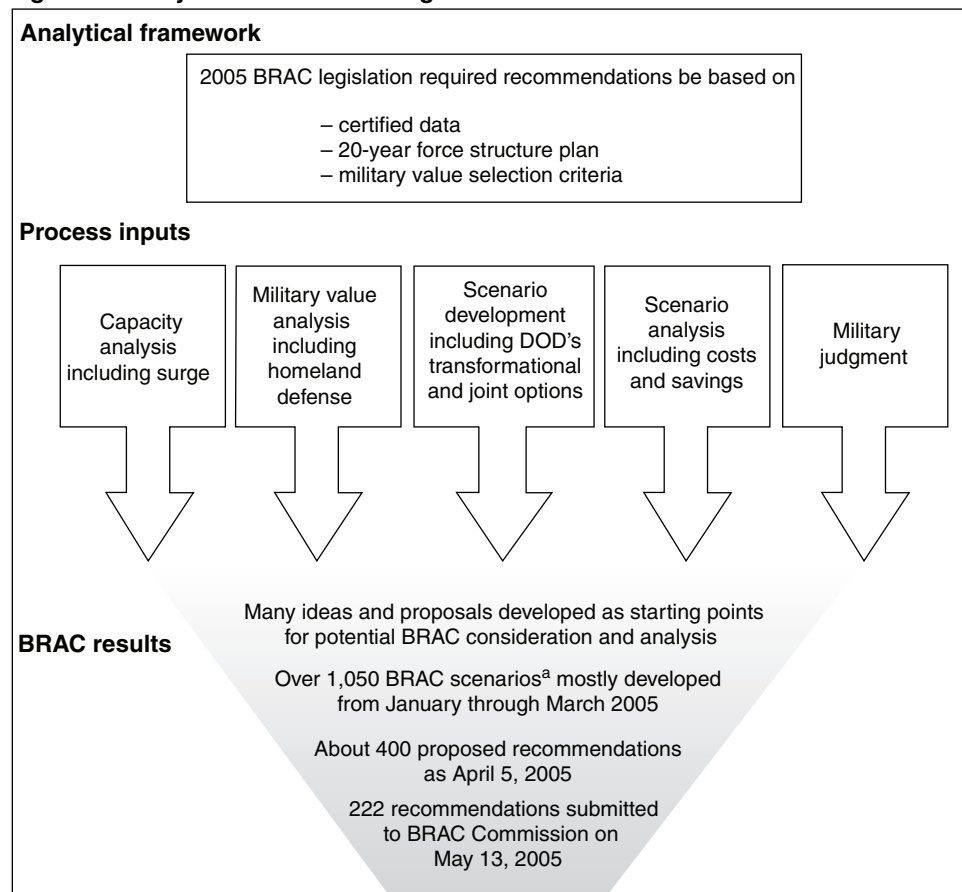 Analytical framework
2005 BRAC legislation required recommendations be based on
– certified data
– 20-year force structure plan
– military value selection criteria
Process inputs
Capacity
analysis
including surge
Military value
analysis
including
homeland
defense
Scenario
development
including DOD's
transformational
and joint options
Scenario
analysis
including costs
and savings
Military
judgment
BRAC results
Many ideas and proposals developed as starting points
for potential BRAC consideration and analysis
Over 1,050 BRAC scenariosᵃ mostly developed
from January through March 2005
About 400 proposed recommendations
as April 5, 2005
222 recommendations submitted
to BRAC Commission on
May 13, 2005